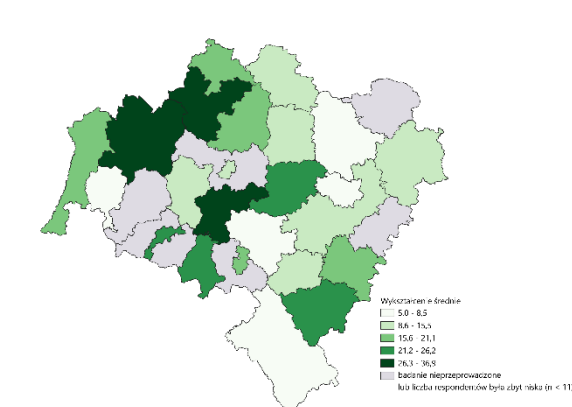 Wykształcenie średnie
5,0 - 8,5
8,6 - 15,5
15,6 - 21,1
21,2 - 26,2
26,3 - 36,9
badanie nieprzeprowadzone
lub liczba respondentów była zbyt niska (n < 11)